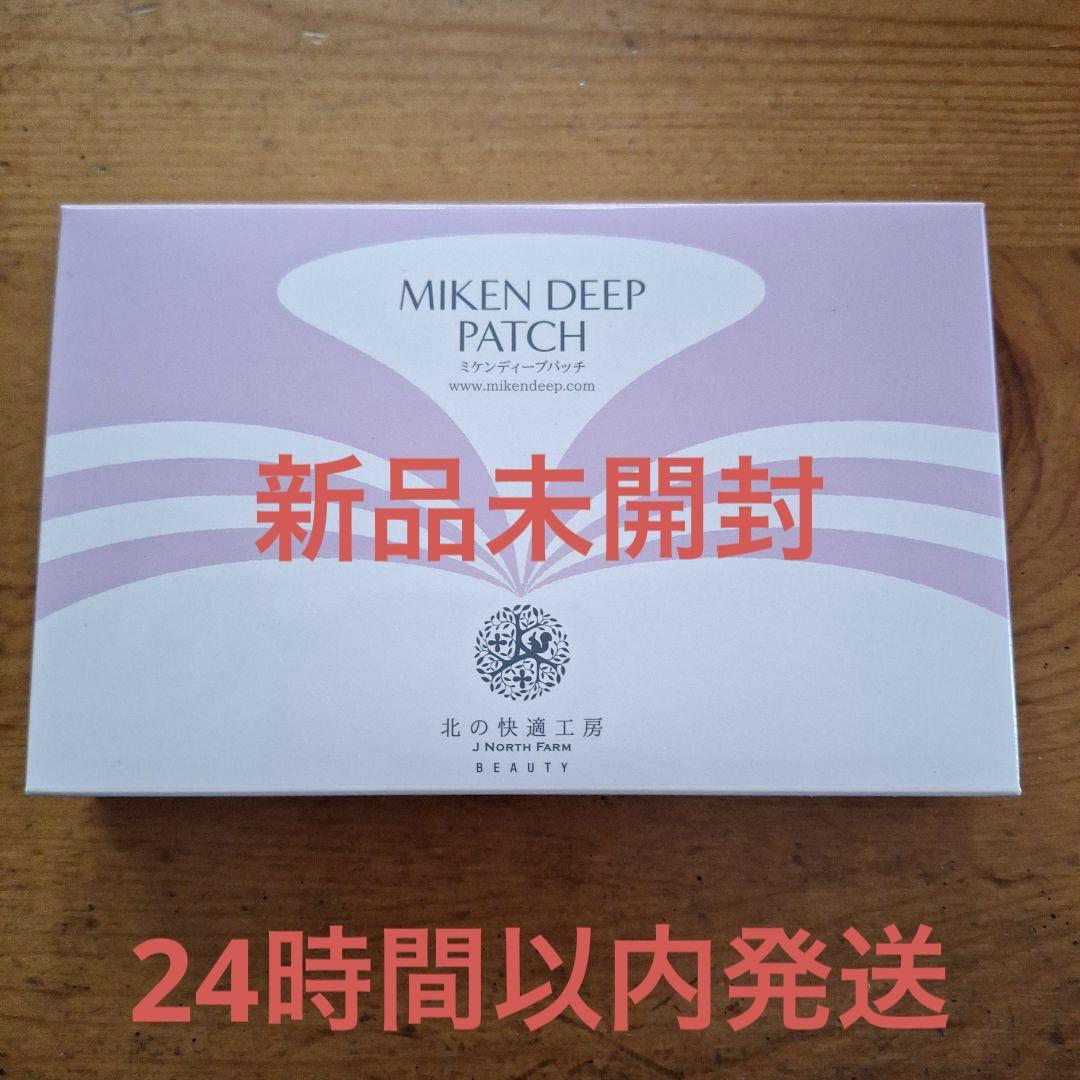 MIKEN DEEP
PATCH
ミケンディープパッチ
www.mikendeep.com
新品未開封
北の快適工房
J NORTH FARM
BEAUTY
24時間以内発送